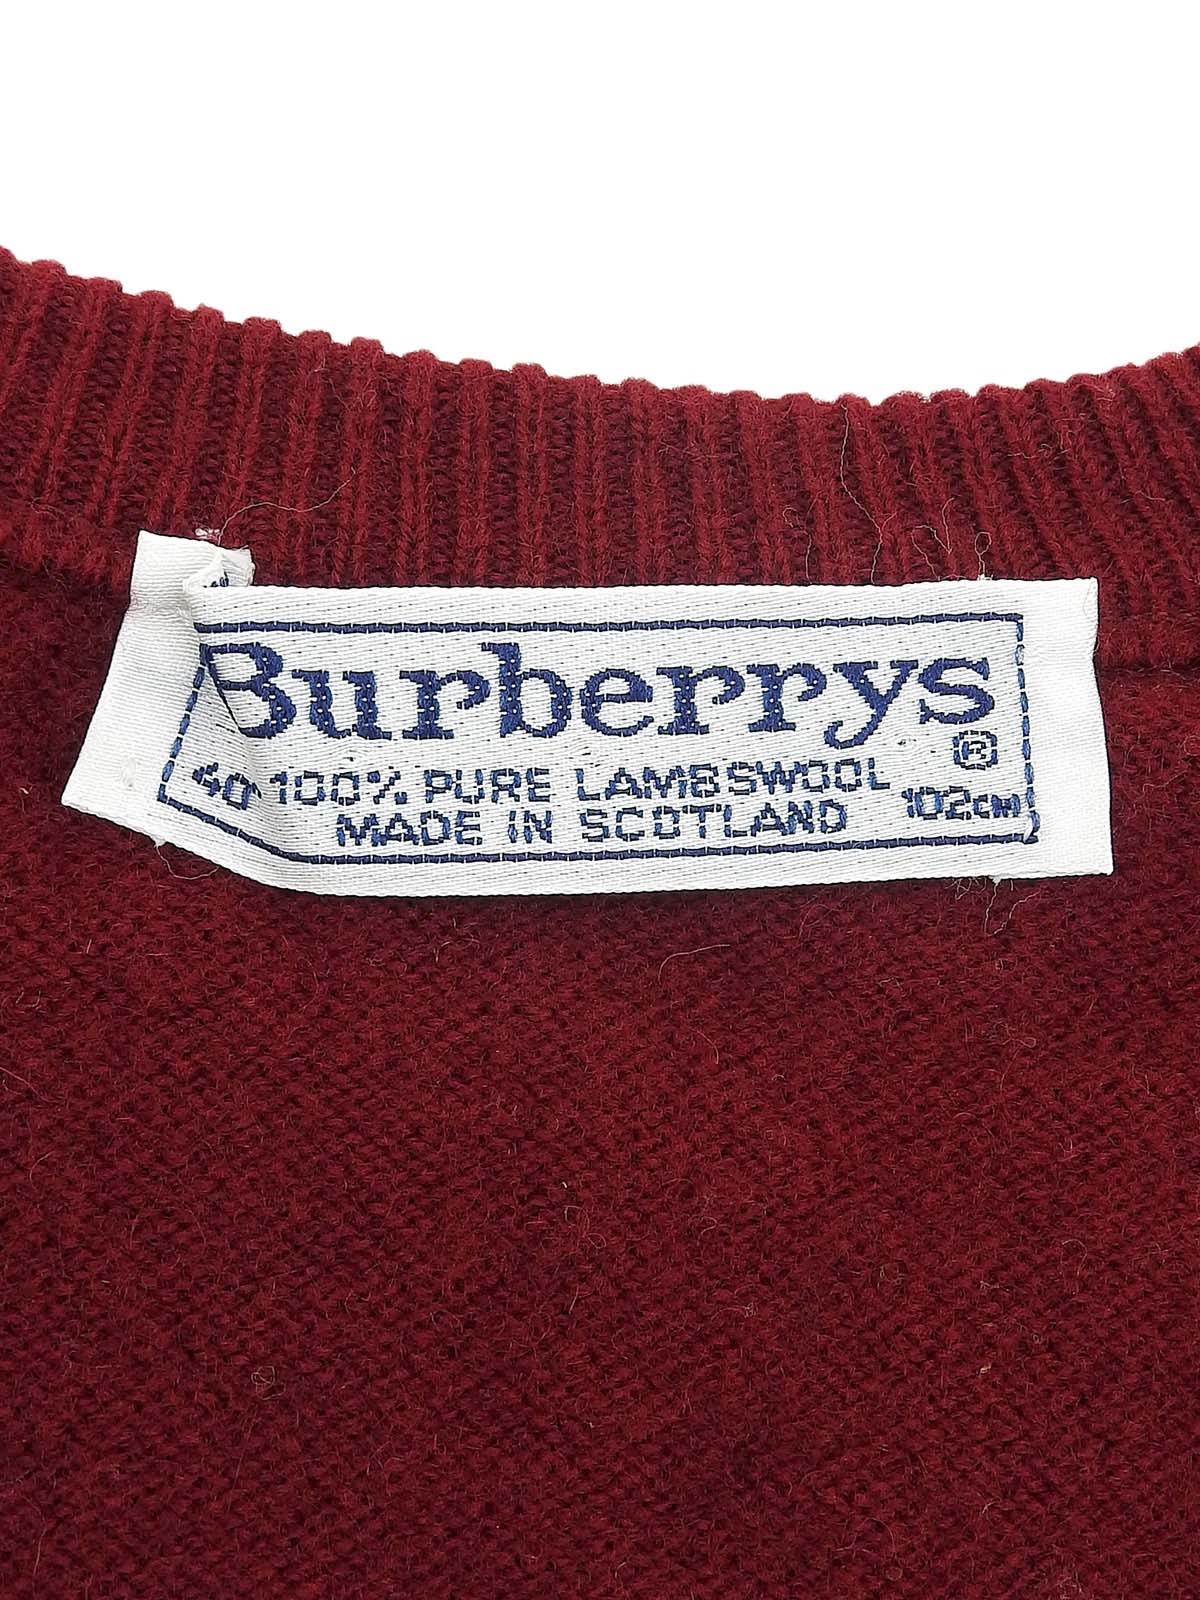 Burberrys
®
40" 100% PURE LAMBSWOOL 102cm
MADE IN SCOTLAND